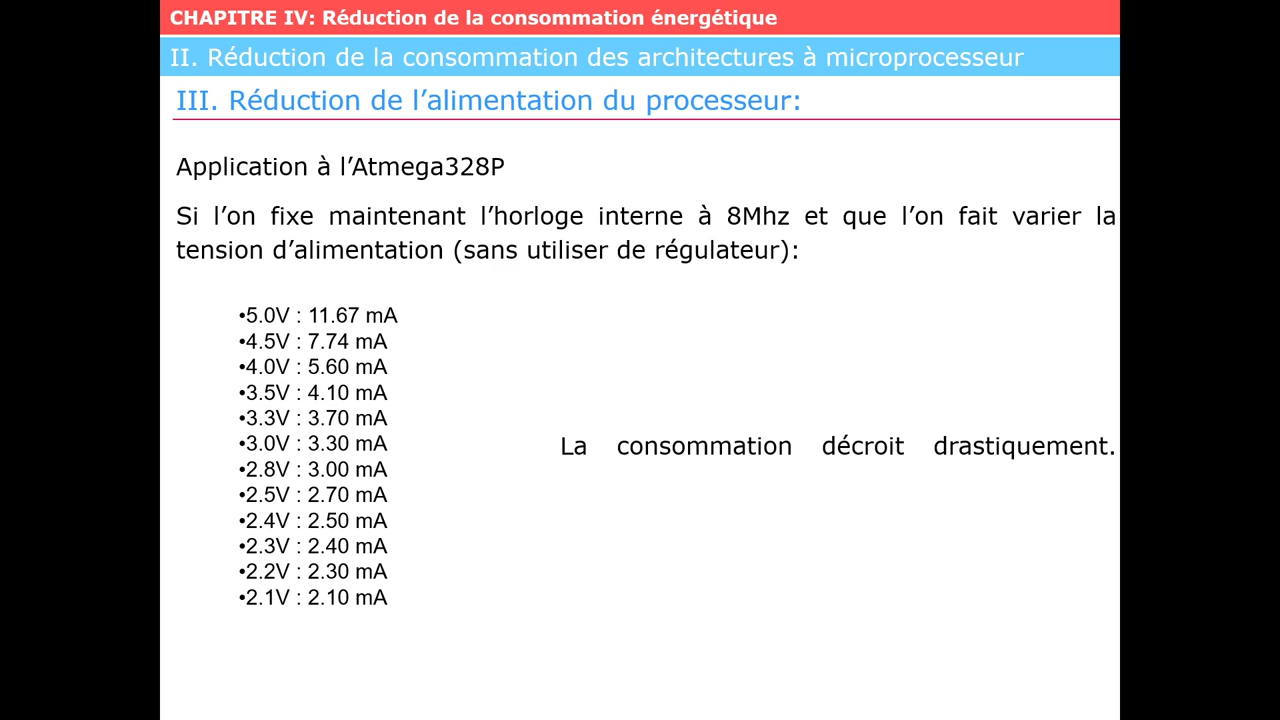 CHAPITRE IV: Réduction de la consommation énergétique
II. Réduction de la consommation des architectures à microprocesseur
III. Réduction de l’alimentation du processeur:
Application à l’Atmega328P
Si l’on fixe maintenant l’horloge interne à 8Mhz et que l’on fait varier la
tension d’alimentation (sans utiliser de régulateur):
•5.0V : 11.67 mA
•4.5V : 7.74 mA
•4.0V : 5.60 mA
•3.5V : 4.10 mA
•3.3V : 3.70 mA
•3.0V : 3.30 mA
•2.8V : 3.00 mA
•2.5V : 2.70 mA
•2.4V : 2.50 mA
•2.3V : 2.40 mA
•2.2V : 2.30 mA
•2.1V : 2.10 mA
La consommation décroit drastiquement.